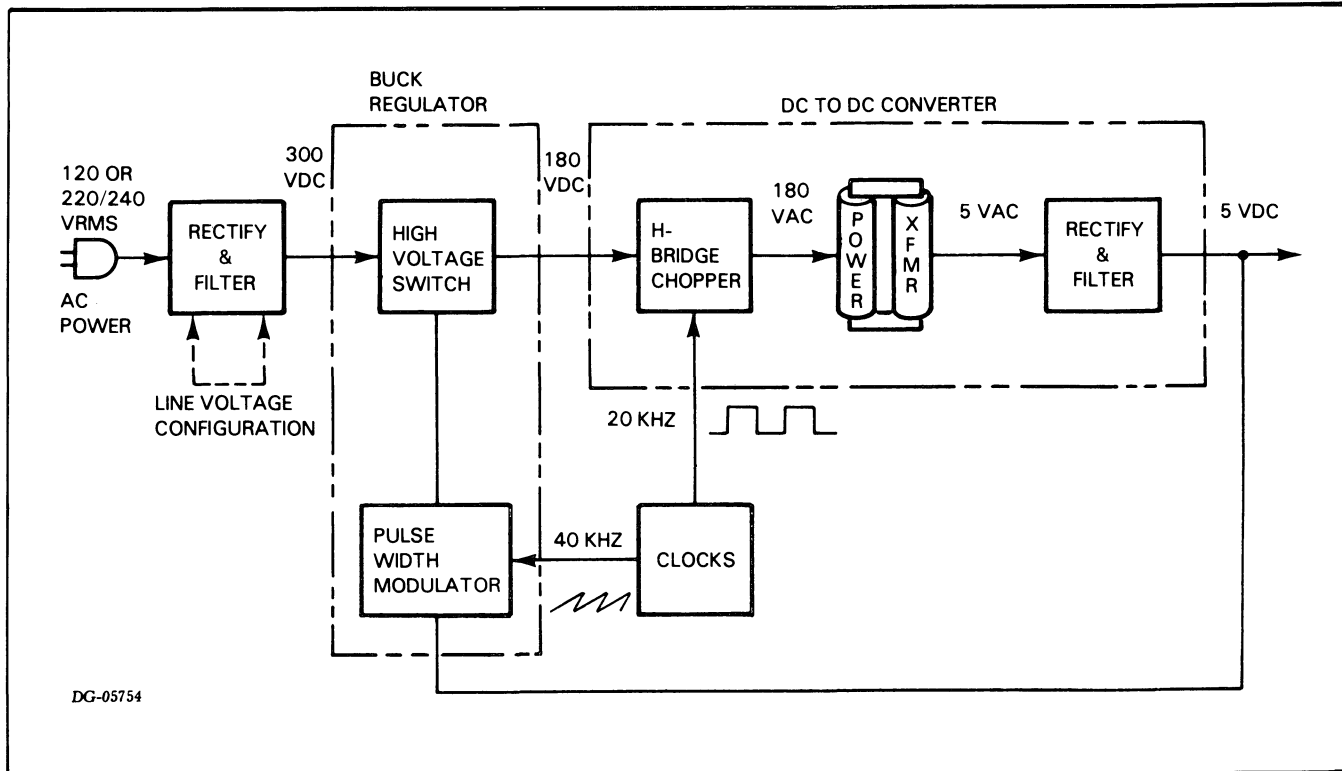 BUCK
REGULATOR
DC TO DC CONVERTER
120 OR
220/240
VRMS
AC
POWER
RECTIFY
&
FILTER
LINE VOLTAGE
CONFIGURATION
300
VDC
HIGH
VOLTAGE
SWITCH
180
VDC
H-
BRIDGE
CHOPPER
180
VAC
POWER
XFMR
5 VAC
RECTIFY
&
FILTER
5 VDC
20 KHZ
PULSE
WIDTH
MODULATOR
40 KHZ
CLOCKS
DG-05754